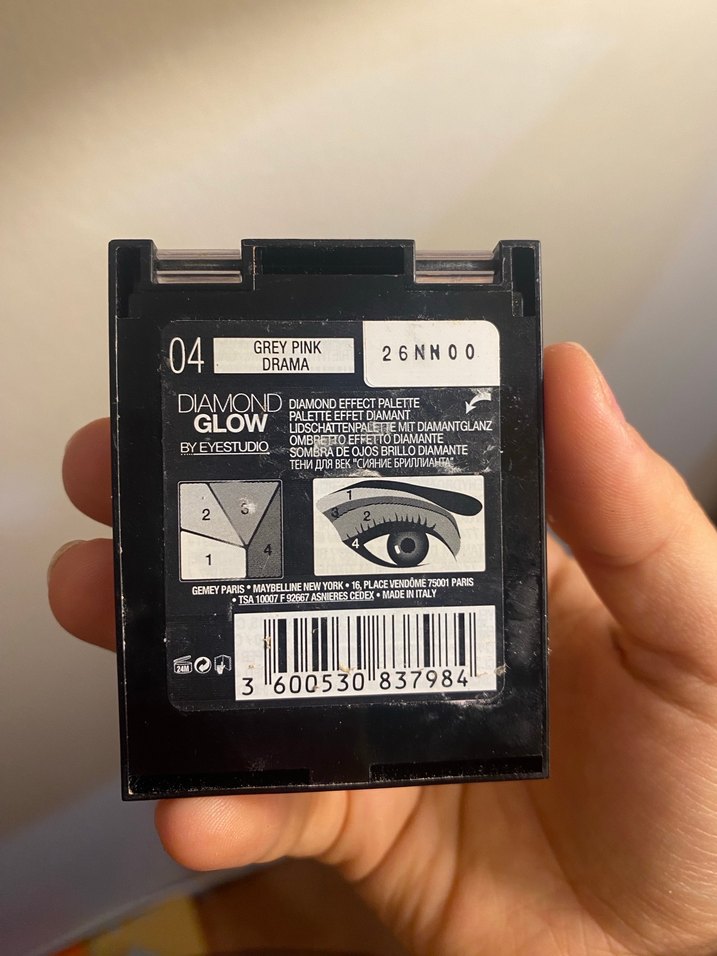 04
GREY PINK
DRAMA
26NN00
DIAMOND
GLOW
BY EYESTUDIO
DIAMOND EFFECT PALETTE
PALETTE EFFET DIAMANT
LIDSCHATTENPALETTE MIT DIAMANTGLANZ
OMBRETTO EFFETTO DIAMANTE
SOMBRA DE OJOS BRILLO DIAMANTE
ТЕНИ ДЛЯ ВЕК "СИЯНИЕ БРИЛЛИАНТА"
2 3
1 4
1
3 2
4
GEMEY PARIS • MAYBELLINE NEW YORK • 16, PLACE VENDÔME 75001 PARIS
• TSA 10007 F 92667 ASNIERES CEDEX • MADE IN ITALY
24M
3 600530 837984